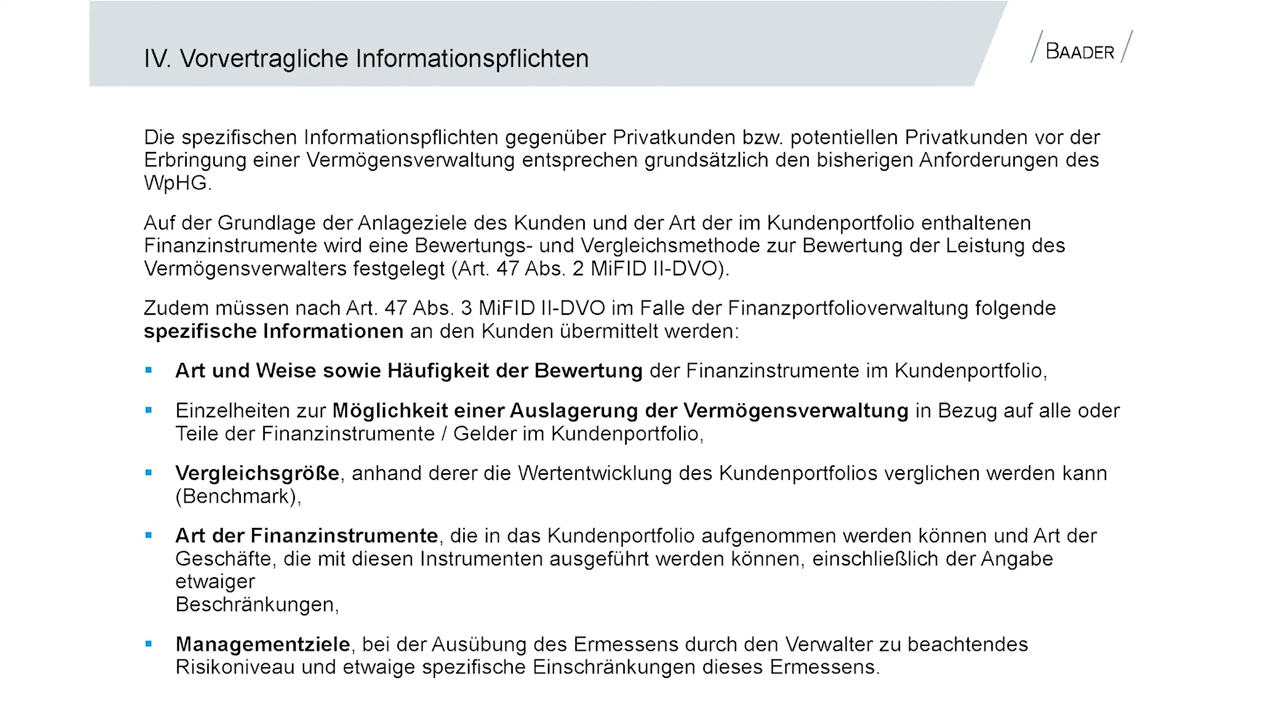 IV. Vorvertragliche Informationspflichten
BAADER
Die spezifischen Informationspflichten gegenüber Privatkunden bzw. potentiellen Privatkunden vor der
Erbringung einer Vermögensverwaltung entsprechen grundsätzlich den bisherigen Anforderungen des
WpHG.
Auf der Grundlage der Anlageziele des Kunden und der Art der im Kundenportfolio enthaltenen
Finanzinstrumente wird eine Bewertungs- und Vergleichsmethode zur Bewertung der Leistung des
Vermögensverwalters festgelegt (Art. 47 Abs. 2 MiFID II-DVO).
Zudem müssen nach Art. 47 Abs. 3 MiFID II-DVO im Falle der Finanzportfolioverwaltung folgende
spezifische Informationen an den Kunden übermittelt werden:
▪ Art und Weise sowie Häufigkeit der Bewertung der Finanzinstrumente im Kundenportfolio,
▪ Einzelheiten zur Möglichkeit einer Auslagerung der Vermögensverwaltung in Bezug auf alle oder
Teile der Finanzinstrumente / Gelder im Kundenportfolio,
▪ Vergleichsgröße, anhand derer die Wertentwicklung des Kundenportfolios verglichen werden kann
(Benchmark),
▪ Art der Finanzinstrumente, die in das Kundenportfolio aufgenommen werden können und Art der
Geschäfte, die mit diesen Instrumenten ausgeführt werden können, einschließlich der Angabe
etwaiger
Beschränkungen,
▪ Managementziele, bei der Ausübung des Ermessens durch den Verwalter zu beachtendes
Risikoniveau und etwaige spezifische Einschränkungen dieses Ermessens.